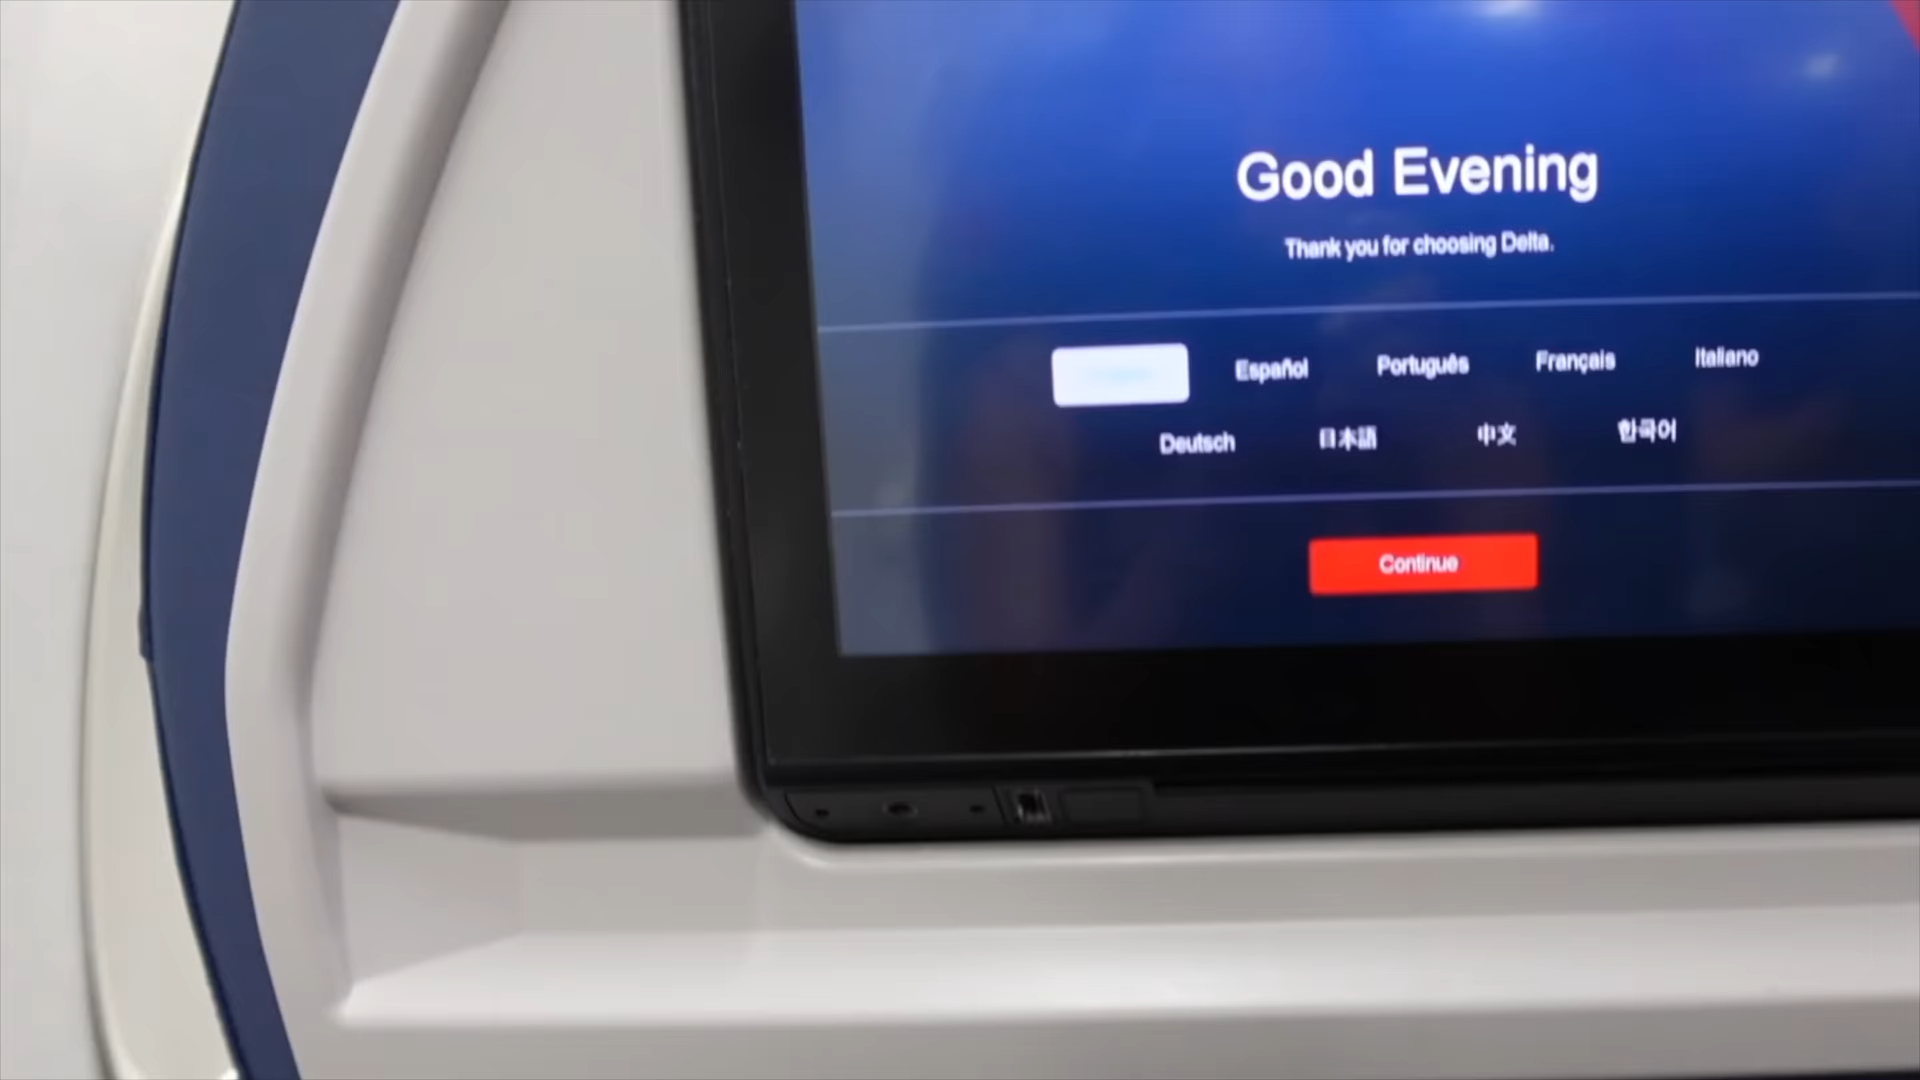 Good Evening
Thank you for choosing Delta.
Español Português Français Italiano
Deutsch 日本語 中文 한국어
Continue